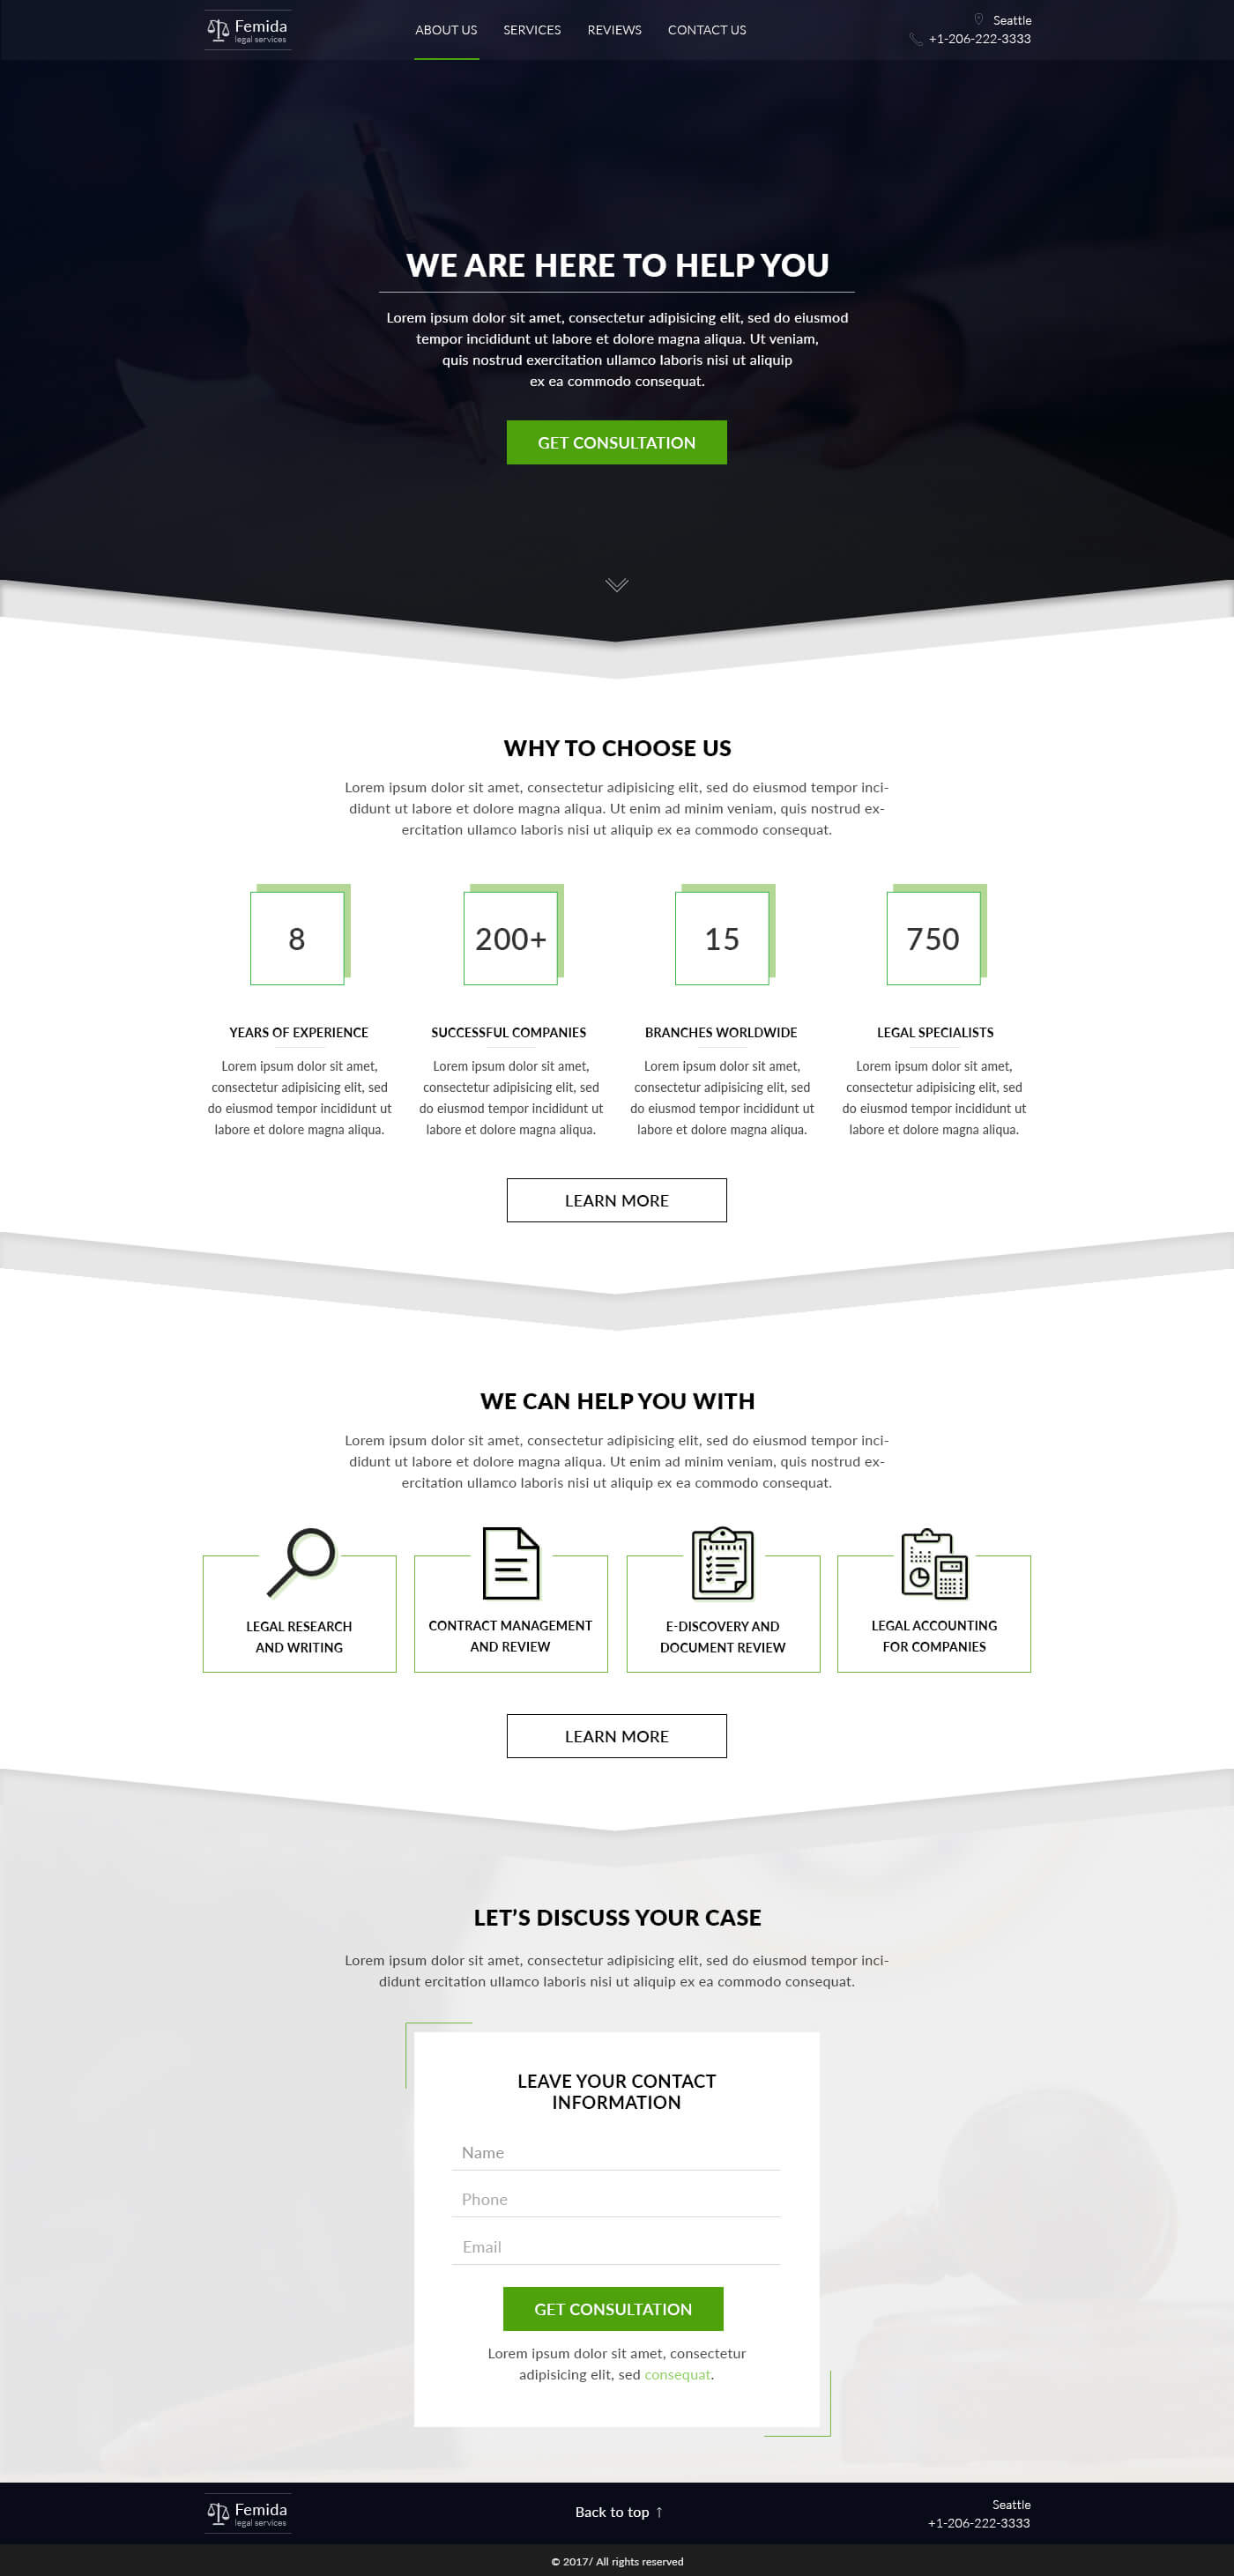 Femida
legal services
ABOUT US SERVICES REVIEWS CONTACT US
Seattle
+1-206-222-3333
WE ARE HERE TO HELP YOU
Lorem ipsum dolor sit amet, consectetur adipisicing elit, sed do eiusmod
tempor incididunt ut labore et dolore magna aliqua. Ut veniam,
quis nostrud exercitation ullamco laboris nisi ut aliquip
ex ea commodo consequat.
GET CONSULTATION
WHY TO CHOOSE US
Lorem ipsum dolor sit amet, consectetur adipisicing elit, sed do eiusmod tempor inci-
didunt ut labore et dolore magna aliqua. Ut enim ad minim veniam, quis nostrud ex-
ercitation ullamco laboris nisi ut aliquip ex ea commodo consequat.
8
YEARS OF EXPERIENCE
Lorem ipsum dolor sit amet,
consectetur adipisicing elit, sed
do eiusmod tempor incididunt ut
labore et dolore magna aliqua.
200+
SUCCESSFUL COMPANIES
Lorem ipsum dolor sit amet,
consectetur adipisicing elit, sed
do eiusmod tempor incididunt ut
labore et dolore magna aliqua.
15
BRANCHES WORLDWIDE
Lorem ipsum dolor sit amet,
consectetur adipisicing elit, sed
do eiusmod tempor incididunt ut
labore et dolore magna aliqua.
750
LEGAL SPECIALISTS
Lorem ipsum dolor sit amet,
consectetur adipisicing elit, sed
do eiusmod tempor incididunt ut
labore et dolore magna aliqua.
LEARN MORE
WE CAN HELP YOU WITH
Lorem ipsum dolor sit amet, consectetur adipisicing elit, sed do eiusmod tempor inci-
didunt ut labore et dolore magna aliqua. Ut enim ad minim veniam, quis nostrud ex-
ercitation ullamco laboris nisi ut aliquip ex ea commodo consequat.
LEGAL RESEARCH
AND WRITING
CONTRACT MANAGEMENT
AND REVIEW
E-DISCOVERY AND
DOCUMENT REVIEW
LEGAL ACCOUNTING
FOR COMPANIES
LEARN MORE
LET’S DISCUSS YOUR CASE
Lorem ipsum dolor sit amet, consectetur adipisicing elit, sed do eiusmod tempor inci-
didunt ercitation ullamco laboris nisi ut aliquip ex ea commodo consequat.
LEAVE YOUR CONTACT
INFORMATION
Name
Phone
Email
GET CONSULTATION
Lorem ipsum dolor sit amet, consectetur
adipisicing elit, sed consequat.
Femida
legal services
Back to top ↑
Seattle
+1-206-222-3333
© 2017/ All rights reserved